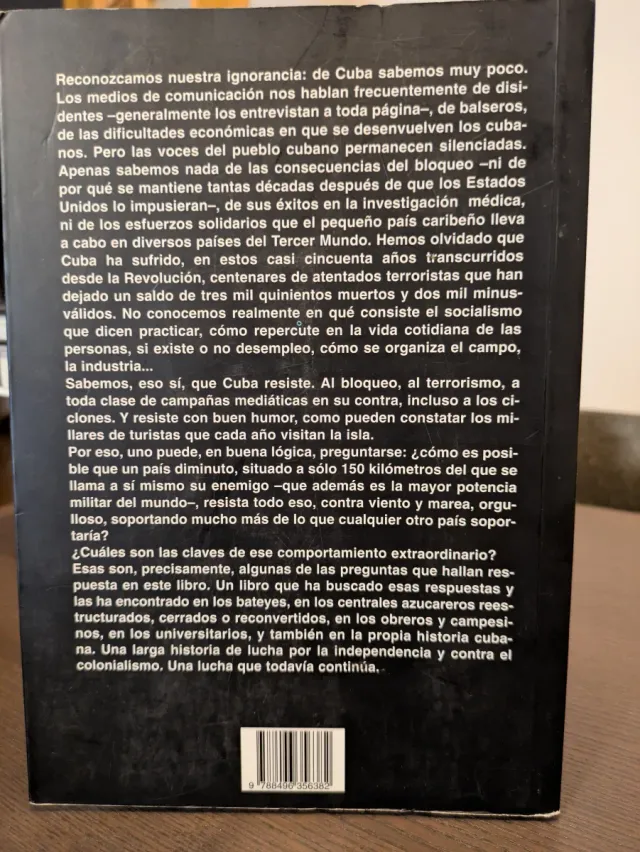 Reconozcamos nuestra ignorancia: de Cuba sabemos muy poco.
Los medios de comunicación nos hablan frecuentemente de disi-
dentes –generalmente los entrevistan a toda página–, de balseros,
de las dificultades económicas en que se desenvuelven los cuba-
nos. Pero las voces del pueblo cubano permanecen silenciadas.
Apenas sabemos nada de las consecuencias del bloqueo –ni de
por qué se mantiene tantas décadas después de que los Estados
Unidos lo impusieran–, de sus éxitos en la investigación médica,
ni de los esfuerzos solidarios que el pequeño país caribeño lleva
a cabo en diversos países del Tercer Mundo. Hemos olvidado que
Cuba ha sufrido, en estos casi cincuenta años transcurridos
desde la Revolución, centenares de atentados terroristas que han
dejado un saldo de tres mil quinientos muertos y dos mil minus-
válidos. No conocemos realmente en qué consiste el socialismo
que dicen practicar, cómo repercute en la vida cotidiana de las
personas, si existe o no desempleo, cómo se organiza el campo,
la industria...
Sabemos, eso sí, que Cuba resiste. Al bloqueo, al terrorismo, a
toda clase de campañas mediáticas en su contra, incluso a los ci-
clones. Y resiste con buen humor, como pueden constatar los mi-
llares de turistas que cada año visitan la isla.
Por eso, uno puede, en buena lógica, preguntarse: ¿cómo es posi-
ble que un país diminuto, situado a sólo 150 kilómetros del que se
llama a sí mismo su enemigo –que además es la mayor potencia
militar del mundo–, resista todo eso, contra viento y marea, orgu-
lloso, soportando mucho más de lo que cualquier otro país sopor-
taría?
¿Cuáles son las claves de ese comportamiento extraordinario?
Esas son, precisamente, algunas de las preguntas que hallan res-
puesta en este libro. Un libro que ha buscado esas respuestas y
las ha encontrado en los bateyes, en los centrales azucareros rees-
tructurados, cerrados o reconvertidos, en los obreros y campesi-
nos, en los universitarios, y también en la propia historia cuba-
na. Una larga historia de lucha por la independencia y contra el
colonialismo. Una lucha que todavía continúa.
9 788496 356382